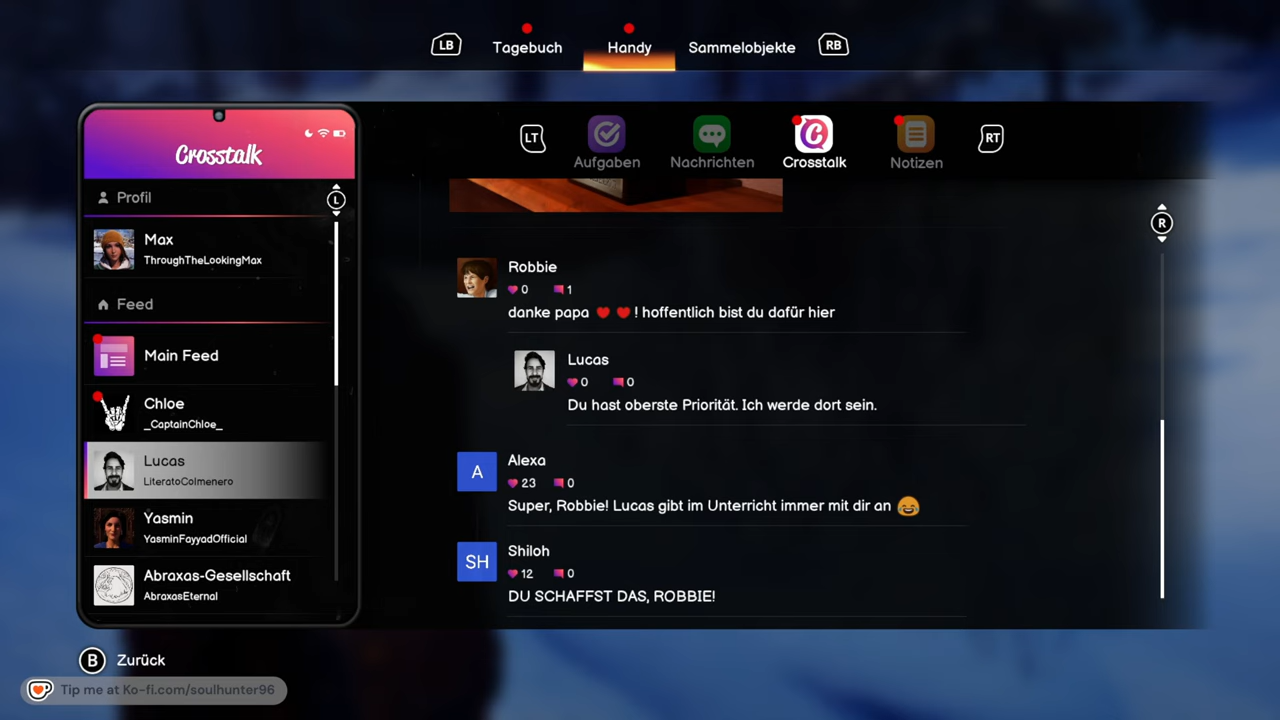 LB Tagebuch Handy Sammelobjekte RB
Crosstalk
Profil
L
Max
ThroughTheLookingMax
Feed
Main Feed
Chloe
_CaptainChloe_
Lucas
LiteratoColmenero
Yasmin
YasminFayyadOfficial
Abraxas-Gesellschaft
AbraxasEternal
LT Aufgaben Nachrichten Crosstalk Notizen RT
R
Robbie
0 1
danke papa ❤️ ❤️ ! hoffentlich bist du dafür hier
Lucas
0 0
Du hast oberste Priorität. Ich werde dort sein.
A
Alexa
23 0
Super, Robbie! Lucas gibt im Unterricht immer mit dir an 😂
SH
Shiloh
12 0
DU SCHAFFST DAS, ROBBIE!
B Zurück
Tip me at Ko-fi.com/soulhunter96